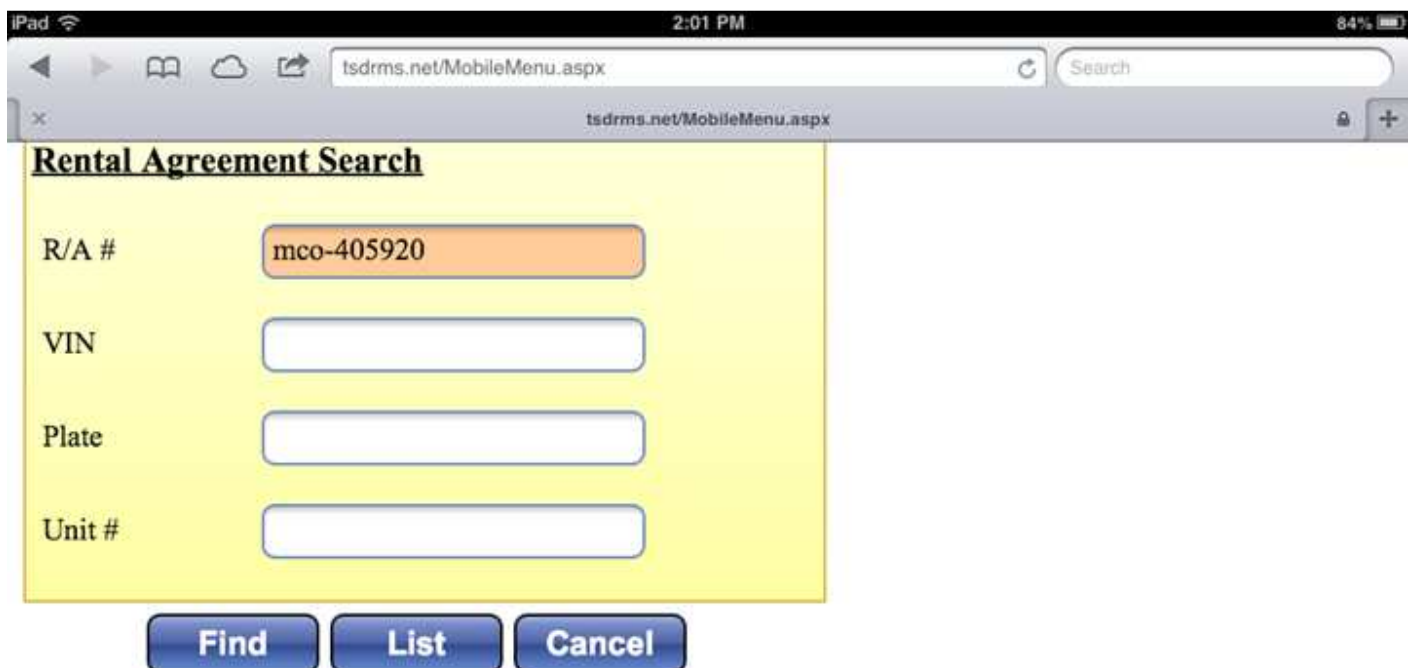 iPad 2:01 PM 84%
tsdrms.net/MobileMenu.aspx Search
tsdrms.net/MobileMenu.aspx
Rental Agreement Search
R/A # mco-405920
VIN
Plate
Unit #
Find List Cancel